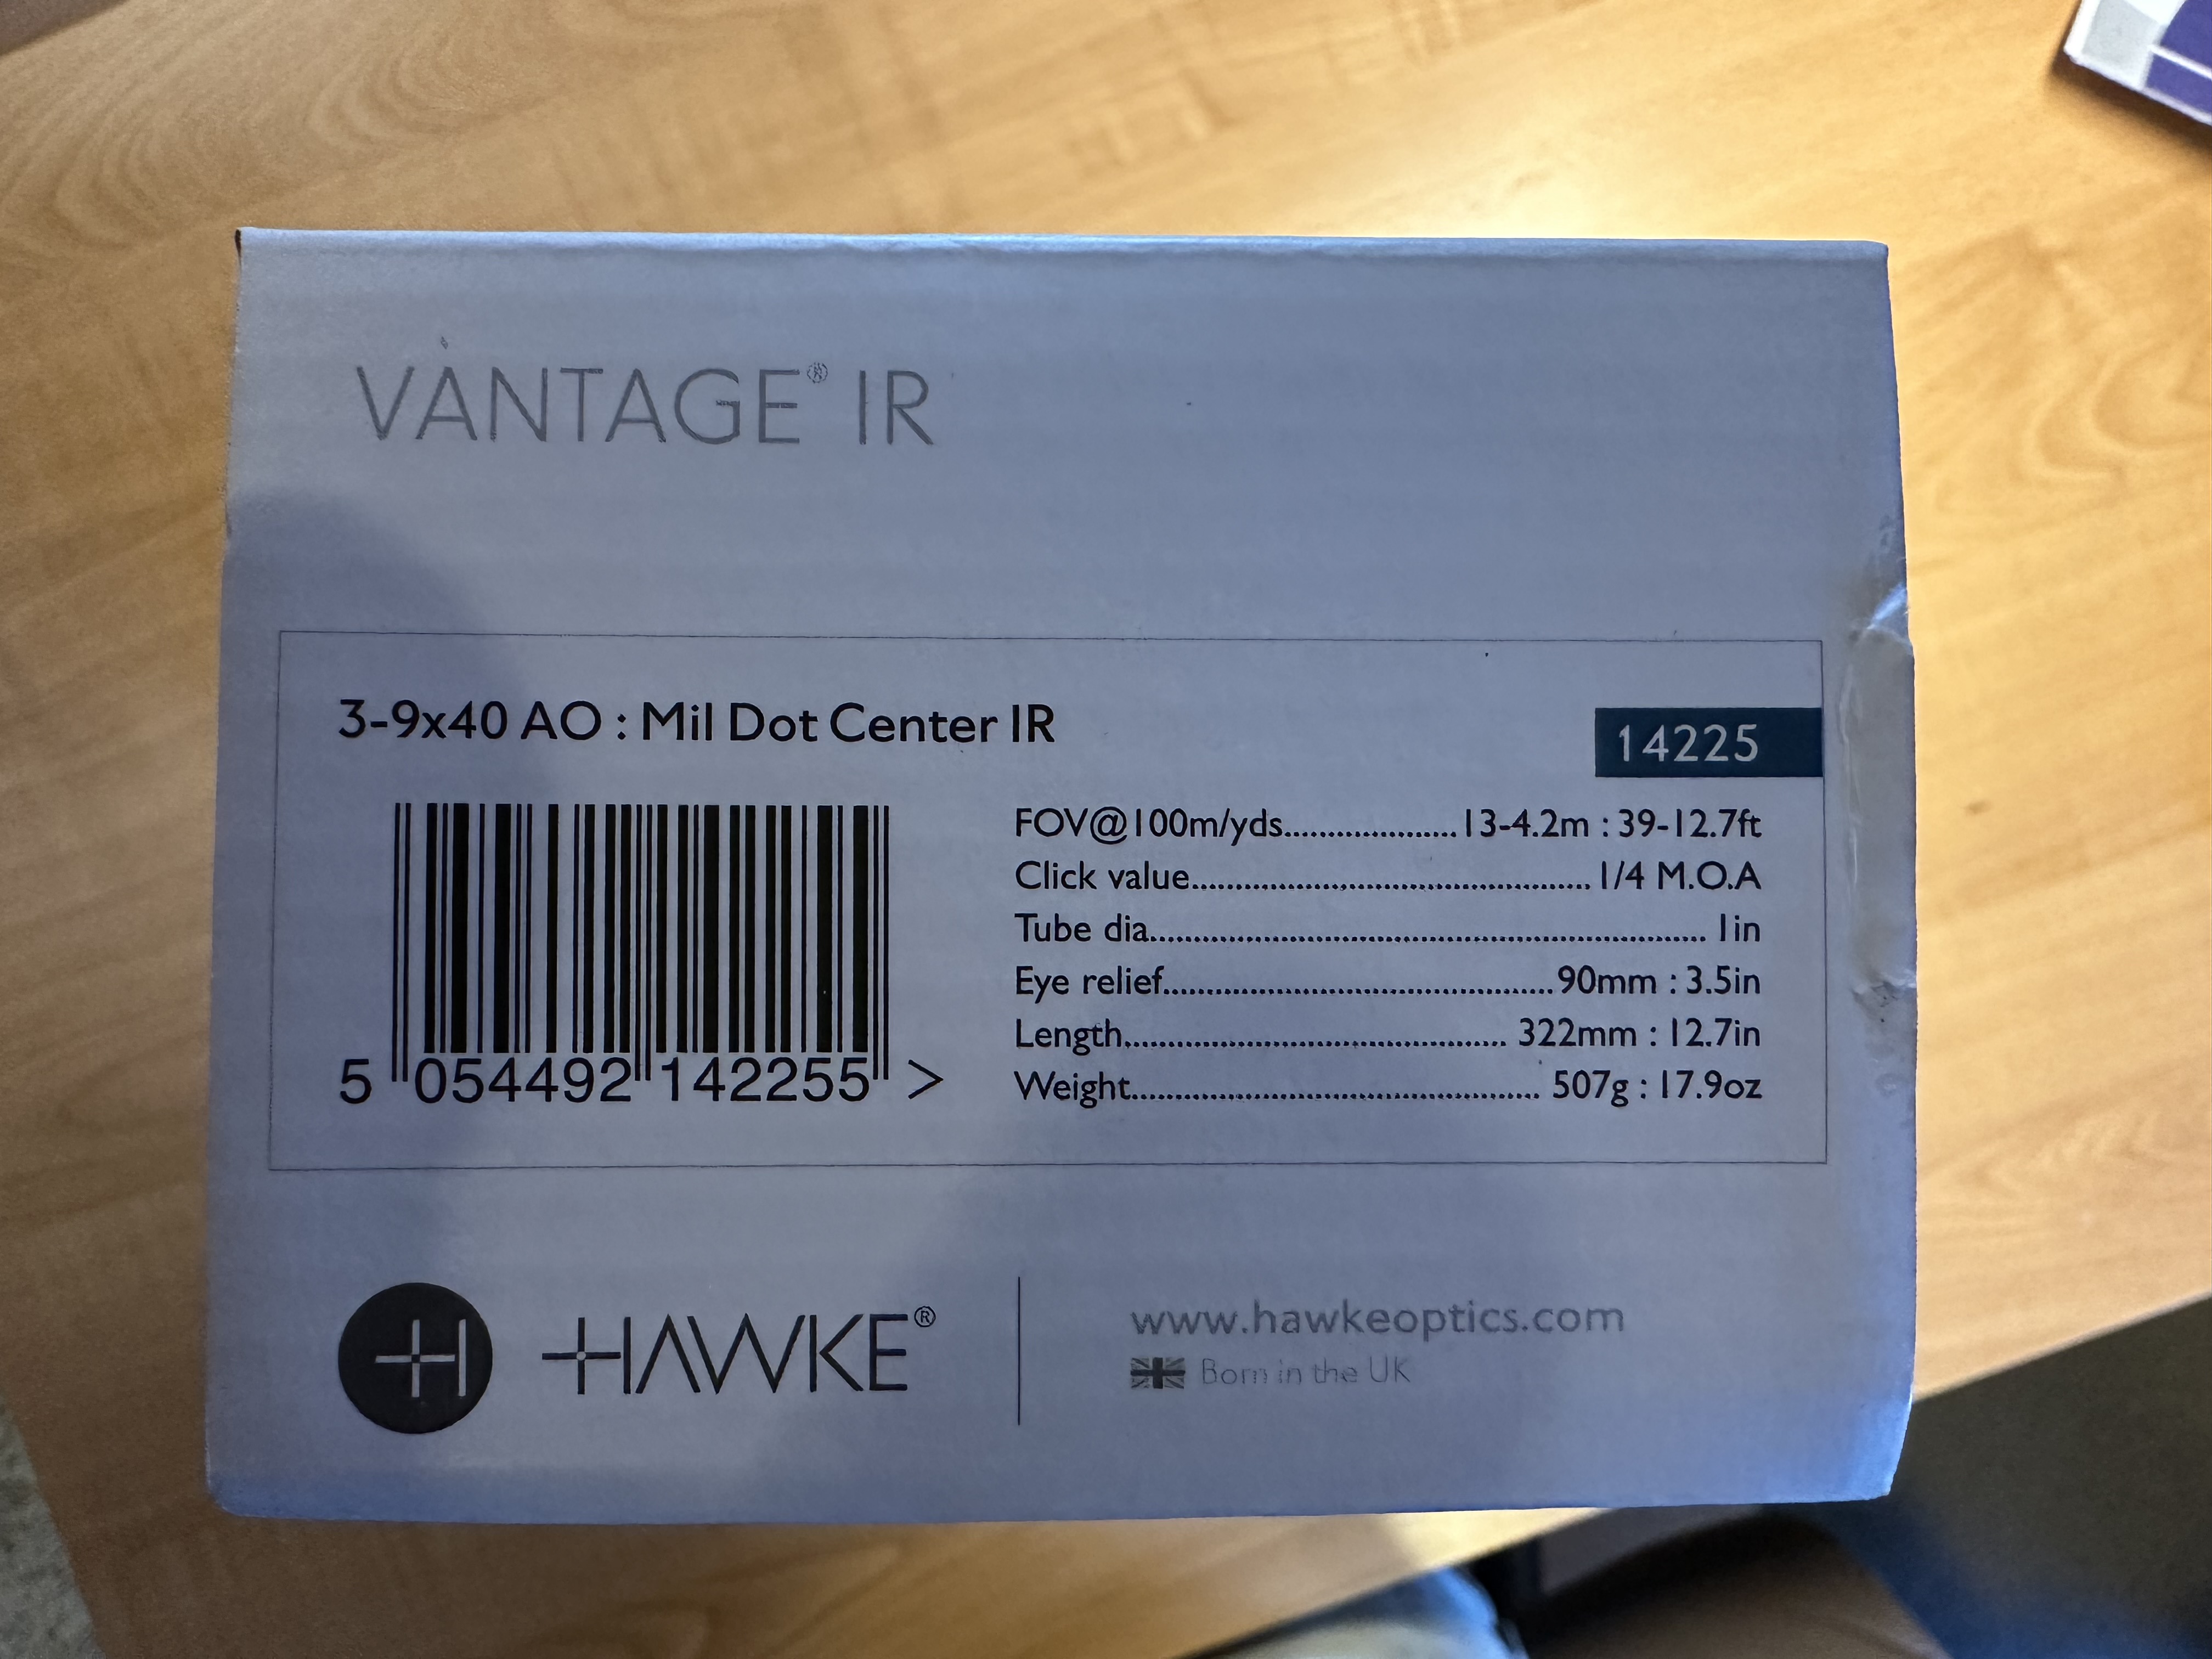 VANTAGE® IR
3-9x40 AO : Mil Dot Center IR
14225
FOV@100m/yds....................13-4.2m : 39-12.7ft
Click value.............................................. 1/4 M.O.A
Tube dia................................................................ 1in
Eye relief.............................................90mm : 3.5in
Length............................................ 322mm : 12.7in
Weight............................................... 507g : 17.9oz
5 054492 142255 >
H HAWKE®
www.hawkeoptics.com
Born in the UK